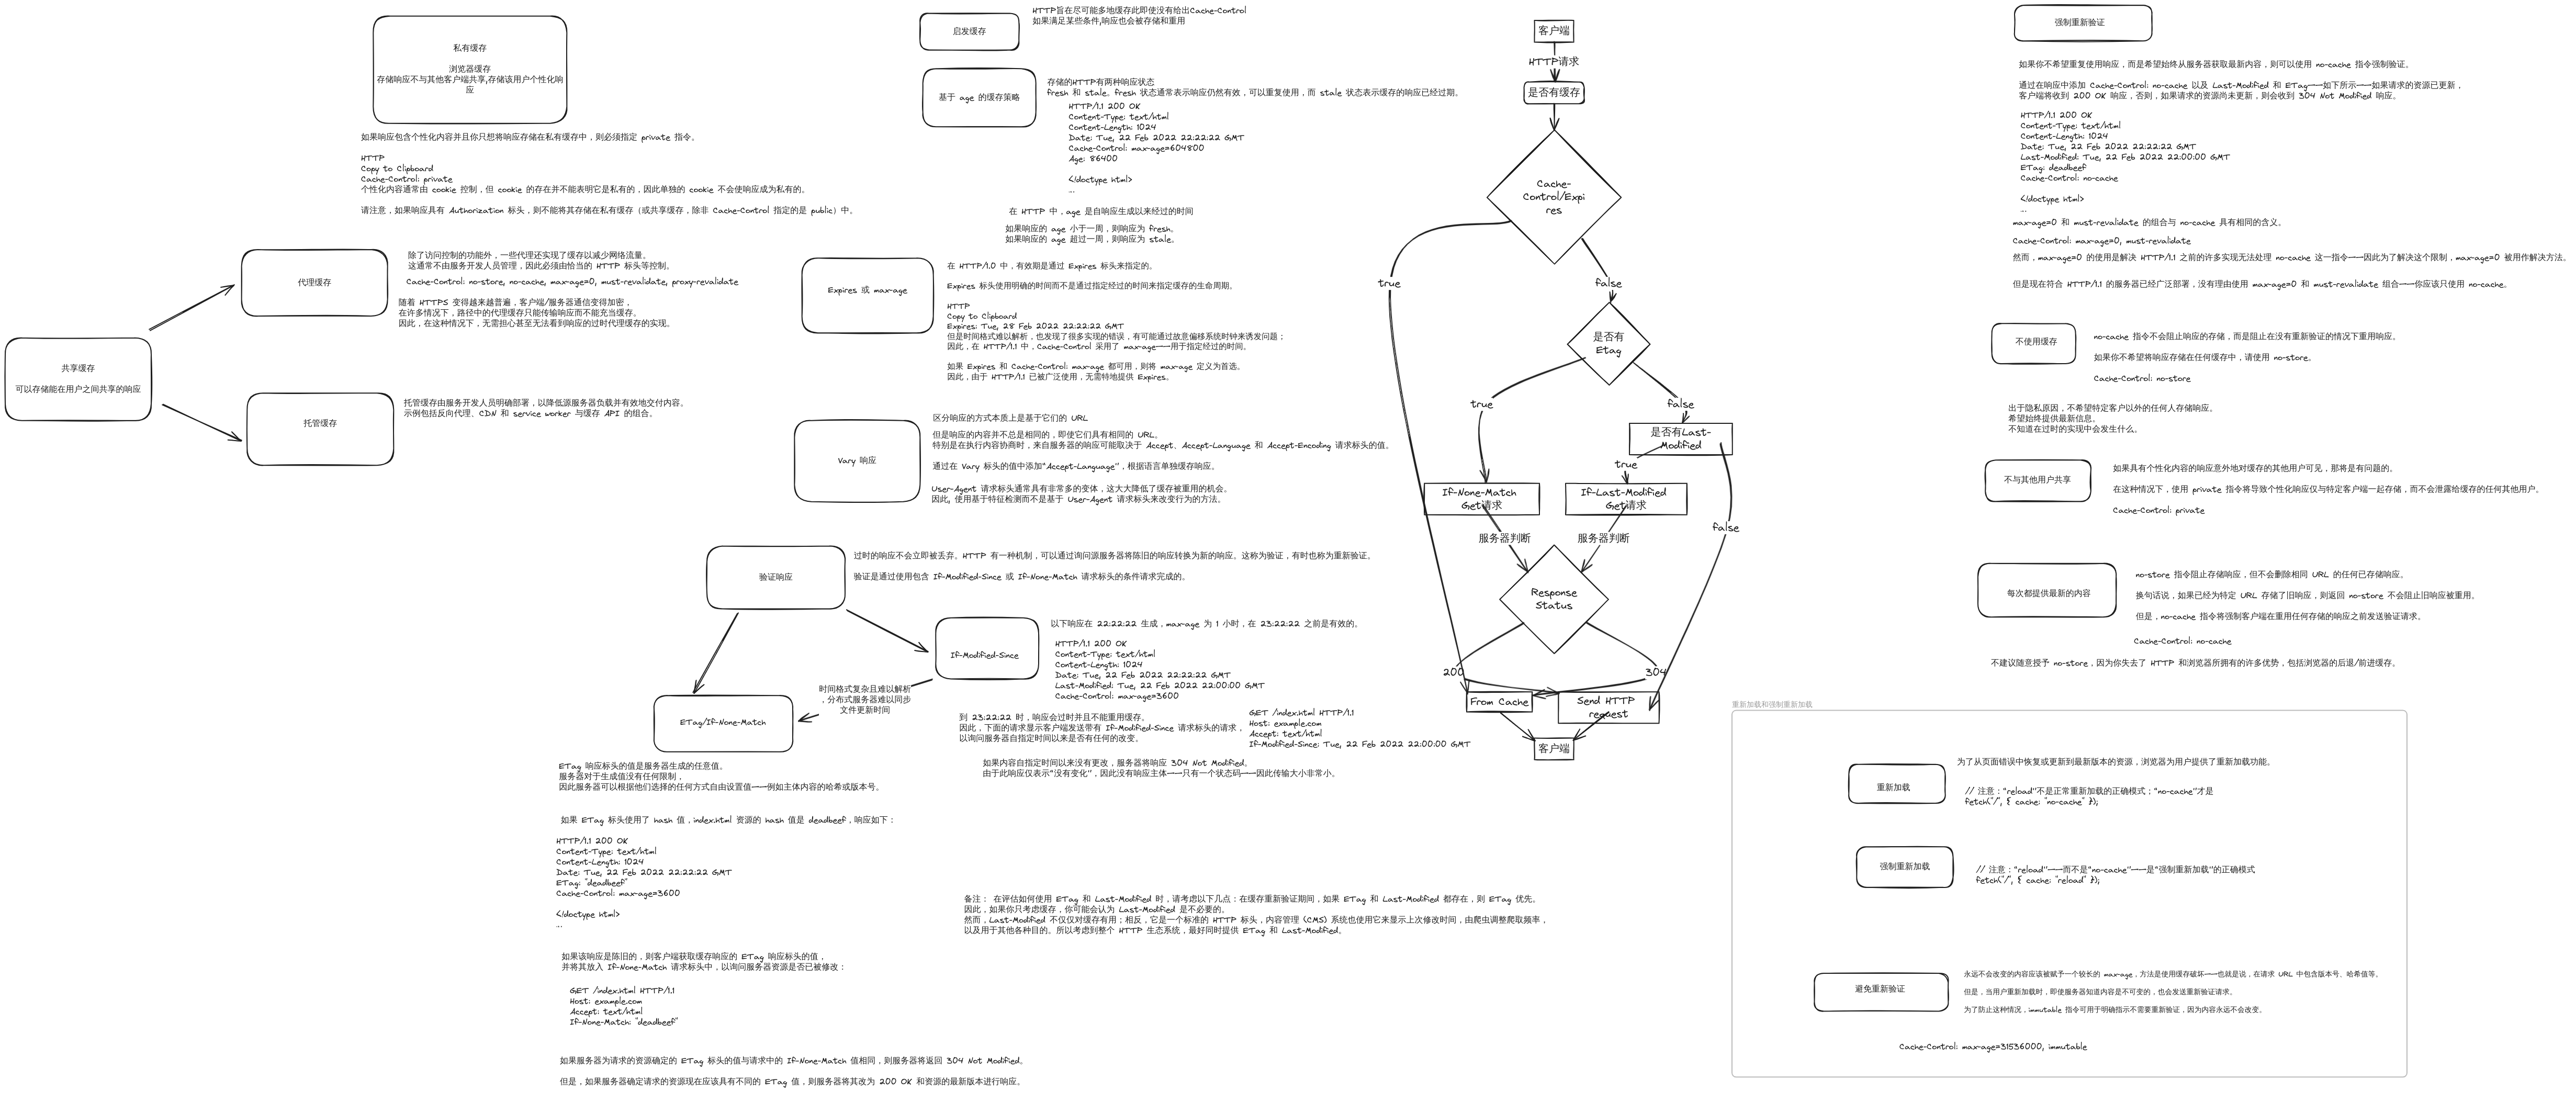 私有缓存
浏览器缓存
存储响应不与其他客户端共享,存储该用户个性化响
应
如果响应包含个性化内容并且你只想将响应存储在私有缓存中，则必须指定 private 指令。
HTTP
Copy to Clipboard
Cache-Control: private
个性化内容通常由 cookie 控制，但 cookie 的存在并不能表明它是私有的，因此单独的 cookie 不会使响应成为私有的。
请注意，如果响应具有 Authorization 标头，则不能将其存储在私有缓存（或共享缓存，除非 Cache-Control 指定的是 public）中。
共享缓存
可以存储能在用户之间共享的响应
代理缓存
除了访问控制的功能外，一些代理还实现了缓存以减少网络流量。
这通常不由服务开发人员管理，因此必须由恰当的 HTTP 标头等控制。
Cache-Control: no-store, no-cache, max-age=0, must-revalidate, proxy-revalidate
随着 HTTPS 变得越来越普遍，客户端/服务器通信变得加密，
在许多情况下，路径中的代理缓存只能传输响应而不能充当缓存。
因此，在这种情况下，无需担心甚至无法看到响应的过时代理缓存的实现。
托管缓存
托管缓存由服务开发人员明确部署，以降低源服务器负载并有效地交付内容。
示例包括反向代理、CDN 和 service worker 与缓存 API 的组合。
启发缓存
HTTP旨在尽可能多地缓存此即使没有给出Cache-Control
如果满足某些条件,响应也会被存储和重用
基于 age 的缓存策略
存储的HTTP有两种响应状态
fresh 和 stale。fresh 状态通常表示响应仍然有效，可以重复使用，而 stale 状态表示缓存的响应已经过期。
HTTP/1.1 200 OK
Content-Type: text/html
Content-Length: 1024
Date: Tue, 22 Feb 2022 22:22:22 GMT
Cache-Control: max-age=604800
Age: 86400
<!doctype html>
…
在 HTTP 中，age 是自响应生成以来经过的时间
如果响应的 age 小于一周，则响应为 fresh。
如果响应的 age 超过一周，则响应为 stale。
Expires 或 max-age
在 HTTP/1.0 中，有效期是通过 Expires 标头来指定的。
Expires 标头使用明确的时间而不是通过指定经过的时间来指定缓存的生命周期。
HTTP
Copy to Clipboard
Expires: Tue, 28 Feb 2022 22:22:22 GMT
但是时间格式难以解析，也发现了很多实现的错误，有可能通过故意偏移系统时钟来诱发问题；
因此，在 HTTP/1.1 中，Cache-Control 采用了 max-age——用于指定经过的时间。
如果 Expires 和 Cache-Control: max-age 都可用，则将 max-age 定义为首选。
因此，由于 HTTP/1.1 已被广泛使用，无需特地提供 Expires。
Vary 响应
区分响应的方式本质上是基于它们的 URL
但是响应的内容并不总是相同的，即使它们具有相同的 URL。
特别是在执行内容协商时，来自服务器的响应可能取决于 Accept、Accept-Language 和 Accept-Encoding 请求标头的值。
通过在 Vary 标头的值中添加“Accept-Language”，根据语言单独缓存响应。
User-Agent 请求标头通常具有非常多的变体，这大大降低了缓存被重用的机会。
因此, 使用基于特征检测而不是基于 User-Agent 请求标头来改变行为的方法。
验证响应
过时的响应不会立即被丢弃。HTTP 有一种机制，可以通过询问源服务器将陈旧的响应转换为新的响应。这称为验证，有时也称为重新验证。
验证是通过使用包含 If-Modified-Since 或 If-None-Match 请求标头的条件请求完成的。
If-Modified-Since
以下响应在 22:22:22 生成，max-age 为 1 小时，在 23:22:22 之前是有效的。
HTTP/1.1 200 OK
Content-Type: text/html
Content-Length: 1024
Date: Tue, 22 Feb 2022 22:22:22 GMT
Last-Modified: Tue, 22 Feb 2022 22:00:00 GMT
Cache-Control: max-age=3600
到 23:22:22 时，响应会过时并且不能重用缓存。
因此，下面的请求显示客户端发送带有 If-Modified-Since 请求标头的请求，
以询问服务器自指定时间以来是否有任何的改变。
GET /index.html HTTP/1.1
Host: example.com
Accept: text/html
If-Modified-Since: Tue, 22 Feb 2022 22:00:00 GMT
如果内容自指定时间以来没有更改，服务器将响应 304 Not Modified。
由于此响应仅表示“没有变化”，因此没有响应主体——只有一个状态码——因此传输大小非常小。
时间格式复杂且难以解析
，分布式服务器难以同步
文件更新时间
ETag/If-None-Match
ETag 响应标头的值是服务器生成的任意值。
服务器对于生成值没有任何限制，
因此服务器可以根据他们选择的任何方式自由设置值——例如主体内容的哈希或版本号。
如果 ETag 标头使用了 hash 值，index.html 资源的 hash 值是 deadbeef，响应如下：
HTTP/1.1 200 OK
Content-Type: text/html
Content-Length: 1024
Date: Tue, 22 Feb 2022 22:22:22 GMT
ETag: "deadbeef"
Cache-Control: max-age=3600
<!doctype html>
…
如果该响应是陈旧的，则客户端获取缓存响应的 ETag 响应标头的值，
并将其放入 If-None-Match 请求标头中，以询问服务器资源是否已被修改：
GET /index.html HTTP/1.1
Host: example.com
Accept: text/html
If-None-Match: "deadbeef"
如果服务器为请求的资源确定的 ETag 标头的值与请求中的 If-None-Match 值相同，则服务器将返回 304 Not Modified。
但是，如果服务器确定请求的资源现在应该具有不同的 ETag 值，则服务器将其改为 200 OK 和资源的最新版本进行响应。
备注： 在评估如何使用 ETag 和 Last-Modified 时，请考虑以下几点：在缓存重新验证期间，如果 ETag 和 Last-Modified 都存在，则 ETag 优先。
因此，如果你只考虑缓存，你可能会认为 Last-Modified 是不必要的。
然而，Last-Modified 不仅仅对缓存有用；相反，它是一个标准的 HTTP 标头，内容管理 (CMS) 系统也使用它来显示上次修改时间，由爬虫调整爬取频率，
以及用于其他各种目的。所以考虑到整个 HTTP 生态系统，最好同时提供 ETag 和 Last-Modified。
客户端
HTTP请求
是否有缓存
Cache-
Control/Expi
res
true
false
是否有
Etag
true
false
是否有Last-
Modified
true
false
If-None-Match
Get请求
If-Last-Modified
Get请求
服务器判断
服务器判断
Response
Status
200
304
From Cache
Send HTTP
request
客户端
强制重新验证
如果你不希望重复使用响应，而是希望始终从服务器获取最新内容，则可以使用 no-cache 指令强制验证。
通过在响应中添加 Cache-Control: no-cache 以及 Last-Modified 和 ETag——如下所示——如果请求的资源已更新，
客户端将收到 200 OK 响应，否则，如果请求的资源尚未更新，则会收到 304 Not Modified 响应。
HTTP/1.1 200 OK
Content-Type: text/html
Content-Length: 1024
Date: Tue, 22 Feb 2022 22:22:22 GMT
Last-Modified: Tue, 22 Feb 2022 22:00:00 GMT
ETag: deadbeef
Cache-Control: no-cache
<!doctype html>
…
max-age=0 和 must-revalidate 的组合与 no-cache 具有相同的含义。
Cache-Control: max-age=0, must-revalidate
然而，max-age=0 的使用是解决 HTTP/1.1 之前的许多实现无法处理 no-cache 这一指令——因此为了解决这个限制，max-age=0 被用作解决方法。
但是现在符合 HTTP/1.1 的服务器已经广泛部署，没有理由使用 max-age=0 和 must-revalidate 组合——你应该只使用 no-cache。
不使用缓存
no-cache 指令不会阻止响应的存储，而是阻止在没有重新验证的情况下重用响应。
如果你不希望将响应存储在任何缓存中，请使用 no-store。
Cache-Control: no-store
出于隐私原因，不希望特定客户以外的任何人存储响应。
希望始终提供最新信息。
不知道在过时的实现中会发生什么。
不与其他用户共享
如果具有个性化内容的响应意外地对缓存的其他用户可见，那将是有问题的。
在这种情况下，使用 private 指令将导致个性化响应仅与特定客户端一起存储，而不会泄露给缓存的任何其他用户。
Cache-Control: private
每次都提供最新的内容
no-store 指令阻止存储响应，但不会删除相同 URL 的任何已存储响应。
换句话说，如果已经为特定 URL 存储了旧响应，则返回 no-store 不会阻止旧响应被重用。
但是，no-cache 指令将强制客户端在重用任何存储的响应之前发送验证请求。
Cache-Control: no-cache
不建议随意授予 no-store，因为你失去了 HTTP 和浏览器所拥有的许多优势，包括浏览器的后退/前进缓存。
重新加载和强制重新加载
重新加载
为了从页面错误中恢复或更新到最新版本的资源，浏览器为用户提供了重新加载功能。
// 注意：“reload”不是正常重新加载的正确模式；“no-cache”才是
fetch("/", { cache: "no-cache" });
强制重新加载
// 注意：“reload”——而不是“no-cache”——是“强制重新加载”的正确模式
fetch("/", { cache: "reload" });
避免重新验证
永远不会改变的内容应该被赋予一个较长的 max-age，方法是使用缓存破坏——也就是说，在请求 URL 中包含版本号、哈希值等。
但是，当用户重新加载时，即使服务器知道内容是不可变的，也会发送重新验证请求。
为了防止这种情况，immutable 指令可用于明确指示不需要重新验证，因为内容永远不会改变。
Cache-Control: max-age=31536000, immutable